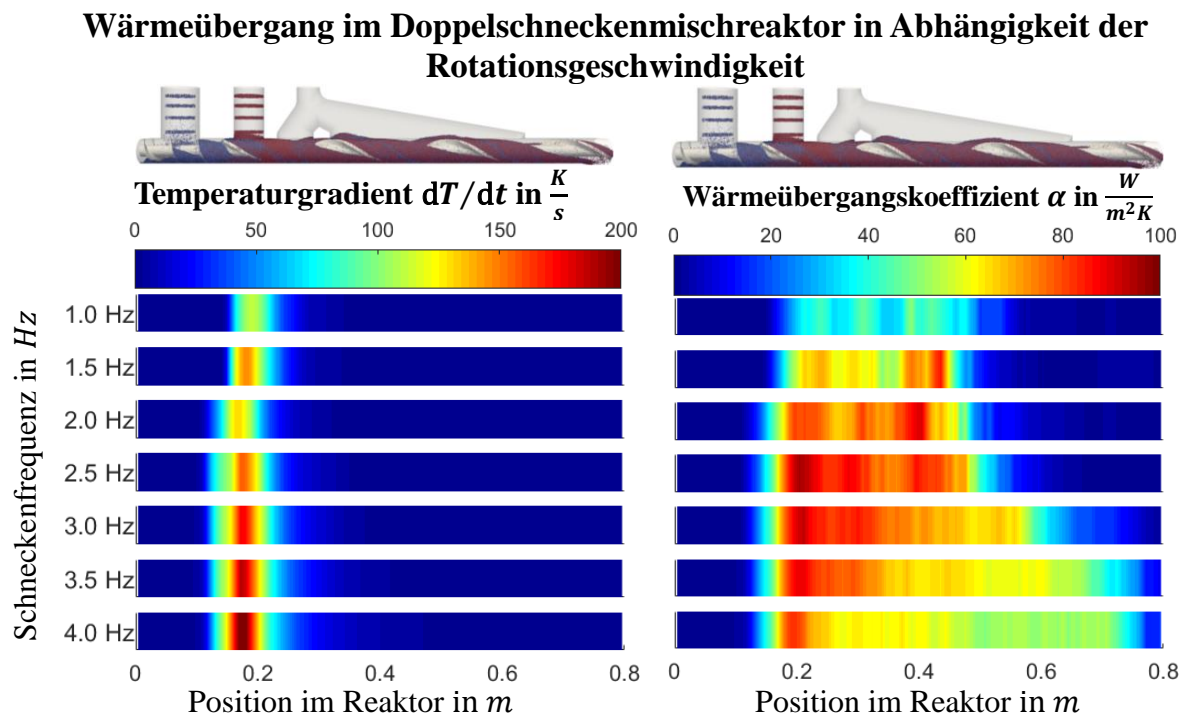 Wärmeübergang im Doppelschneckenmischreaktor in Abhängigkeit der
Rotationsgeschwindigkeit
Temperaturgradient dT/dt in K/s
0 50 100 150 200
Wärmeübergangskoeffizient α in W/m²K
0 20 40 60 80 100
Schneckenfrequenz in Hz
1.0 Hz
1.5 Hz
2.0 Hz
2.5 Hz
3.0 Hz
3.5 Hz
4.0 Hz
0 0.2 0.4 0.6 0.8
Position im Reaktor in m
0 0.2 0.4 0.6 0.8
Position im Reaktor in m